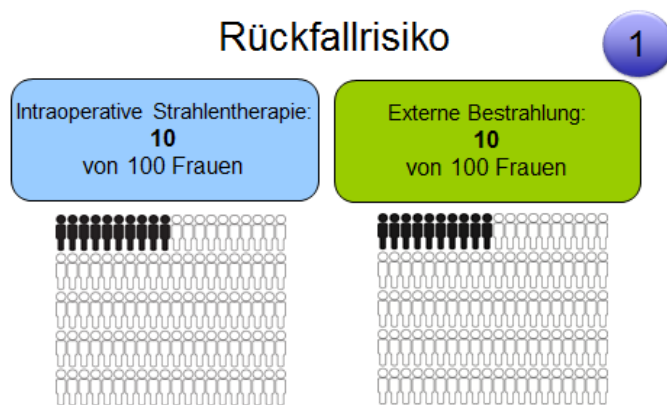 Rückfallrisiko
1
Intraoperative Strahlentherapie:
10
von 100 Frauen
Externe Bestrahlung:
10
von 100 Frauen